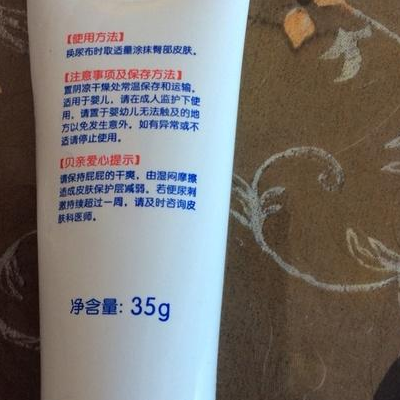 【使用方法】
换尿布时取适量涂抹臀部皮肤。
【注意事项及保存方法】
置阴凉干燥处常温保存和运输。
适用于婴儿，请在成人监护下使
用，请置于婴幼儿无法触及的地
方以免发生意外。如有异常或不
适请停止使用。
【贝亲爱心提示】
请保持屁屁的干爽，由湿闷摩擦
造成皮肤保护层减弱。若便尿刺
激持续超过一周，请及时咨询皮
肤科医师。
净含量：35g